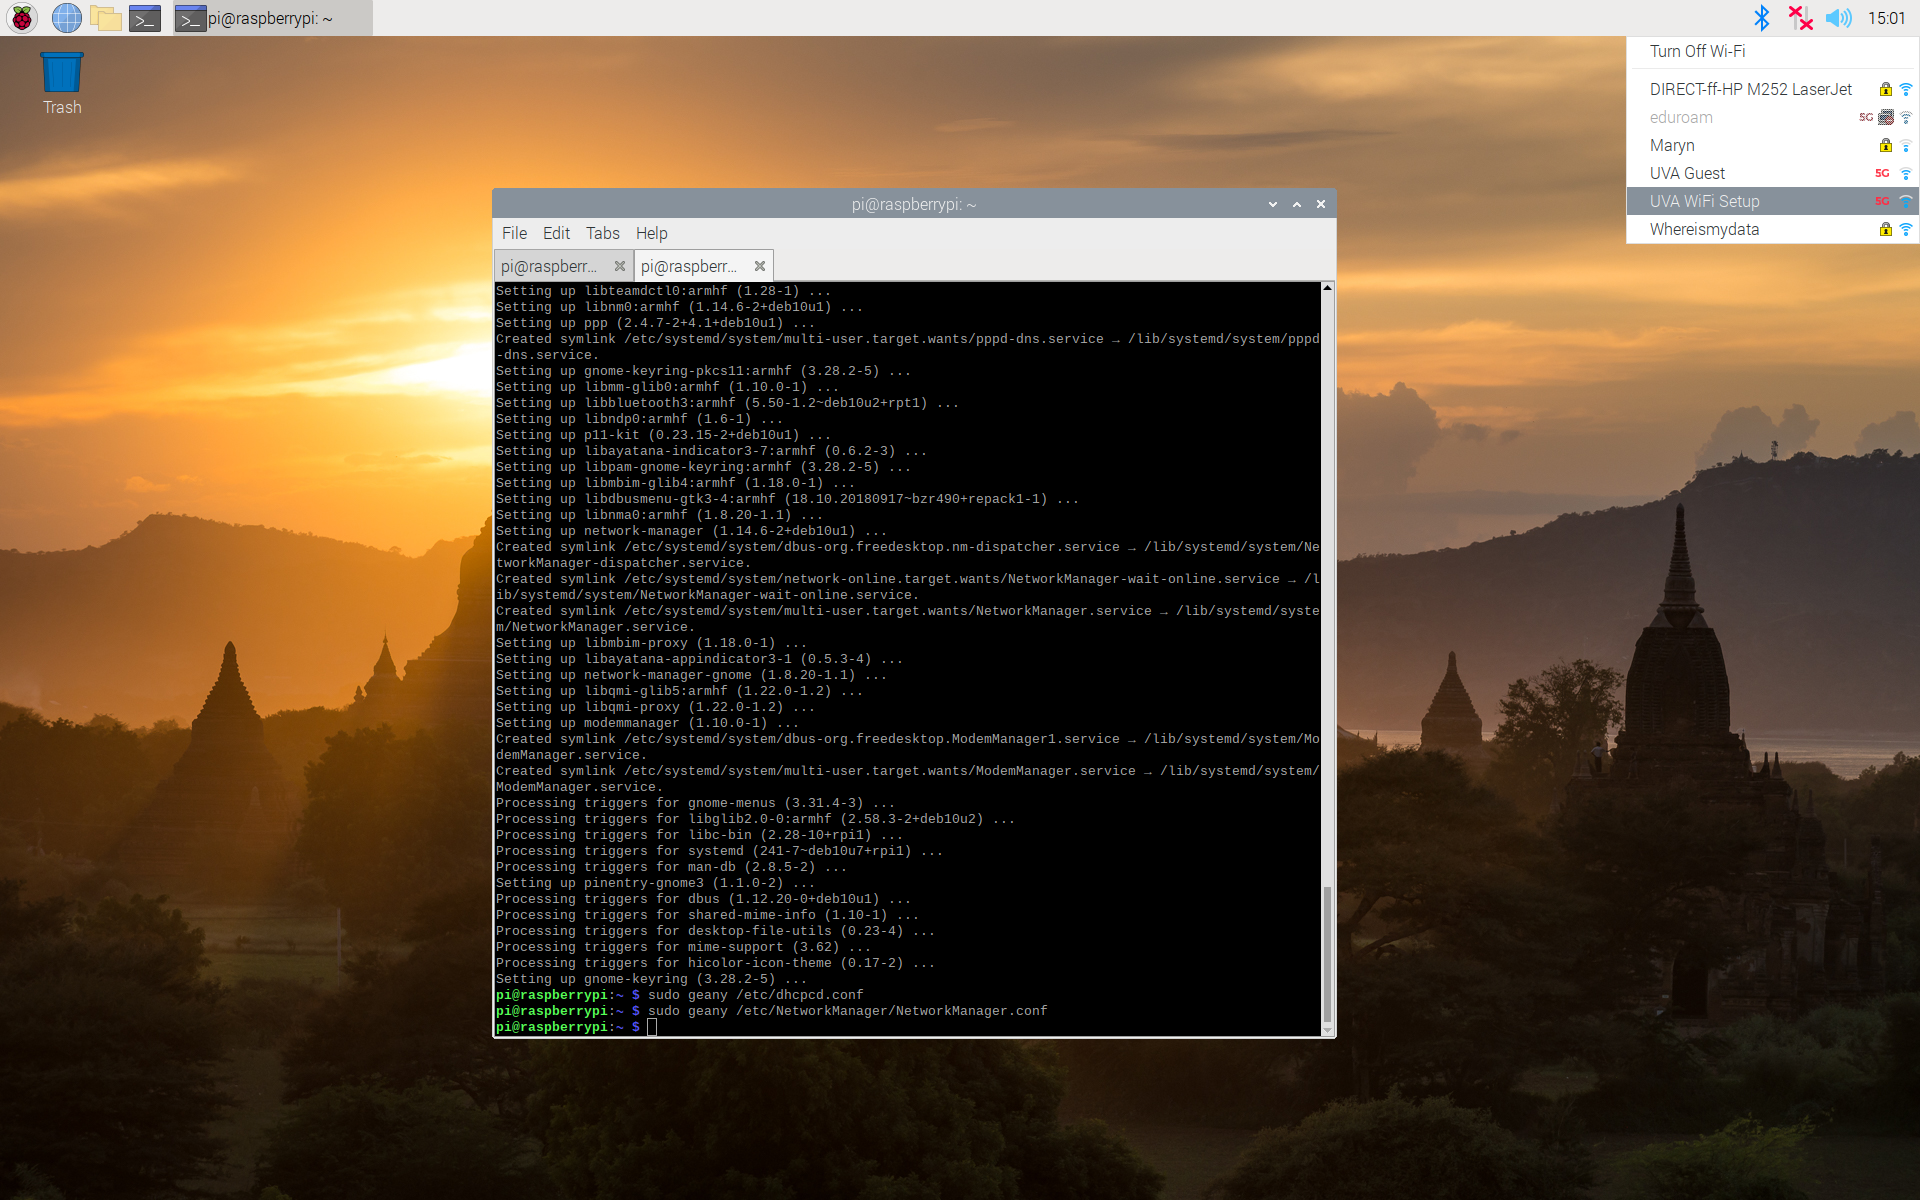 pi@raspberrypi: ~
15:01
Trash
Turn Off Wi-Fi
DIRECT-ff-HP M252 LaserJet
eduroam 5G
Maryn
UVA Guest 5G
UVA WiFi Setup 5G
Whereismydata
pi@raspberrypi: ~
File Edit Tabs Help
pi@raspberr... pi@raspberr...
Setting up libteamdctl0:armhf (1.28-1) ...
Setting up libnm0:armhf (1.14.6-2+deb10u1) ...
Setting up ppp (2.4.7-2+4.1+deb10u1) ...
Created symlink /etc/systemd/system/multi-user.target.wants/pppd-dns.service → /lib/systemd/system/pppd
-dns.service.
Setting up gnome-keyring-pkcs11:armhf (3.28.2-5) ...
Setting up libmm-glib0:armhf (1.10.0-1) ...
Setting up libbluetooth3:armhf (5.50-1.2~deb10u2+rpt1) ...
Setting up libndp0:armhf (1.6-1) ...
Setting up p11-kit (0.23.15-2+deb10u1) ...
Setting up libayatana-indicator3-7:armhf (0.6.2-3) ...
Setting up libpam-gnome-keyring:armhf (3.28.2-5) ...
Setting up libmbim-glib4:armhf (1.18.0-1) ...
Setting up libdbusmenu-gtk3-4:armhf (18.10.20180917~bzr490+repack1-1) ...
Setting up libnma0:armhf (1.8.20-1.1) ...
Setting up network-manager (1.14.6-2+deb10u1) ...
Created symlink /etc/systemd/system/dbus-org.freedesktop.nm-dispatcher.service → /lib/systemd/system/Ne
tworkManager-dispatcher.service.
Created symlink /etc/systemd/system/network-online.target.wants/NetworkManager-wait-online.service → /l
ib/systemd/system/NetworkManager-wait-online.service.
Created symlink /etc/systemd/system/multi-user.target.wants/NetworkManager.service → /lib/systemd/syste
m/NetworkManager.service.
Setting up libmbim-proxy (1.18.0-1) ...
Setting up libayatana-appindicator3-1 (0.5.3-4) ...
Setting up network-manager-gnome (1.8.20-1.1) ...
Setting up libqmi-glib5:armhf (1.22.0-1.2) ...
Setting up libqmi-proxy (1.22.0-1.2) ...
Setting up modemmanager (1.10.0-1) ...
Created symlink /etc/systemd/system/dbus-org.freedesktop.ModemManager1.service → /lib/systemd/system/Mo
demManager.service.
Created symlink /etc/systemd/system/multi-user.target.wants/ModemManager.service → /lib/systemd/system/
ModemManager.service.
Processing triggers for gnome-menus (3.31.4-3) ...
Processing triggers for libglib2.0-0:armhf (2.58.3-2+deb10u2) ...
Processing triggers for libc-bin (2.28-10+rpi1) ...
Processing triggers for systemd (241-7~deb10u7+rpi1) ...
Processing triggers for man-db (2.8.5-2) ...
Setting up pinentry-gnome3 (1.1.0-2) ...
Processing triggers for dbus (1.12.20-0+deb10u1) ...
Processing triggers for shared-mime-info (1.10-1) ...
Processing triggers for desktop-file-utils (0.23-4) ...
Processing triggers for mime-support (3.62) ...
Processing triggers for hicolor-icon-theme (0.17-2) ...
Setting up gnome-keyring (3.28.2-5) ...
pi@raspberrypi:~ $ sudo geany /etc/dhcpcd.conf
pi@raspberrypi:~ $ sudo geany /etc/NetworkManager/NetworkManager.conf
pi@raspberrypi:~ $